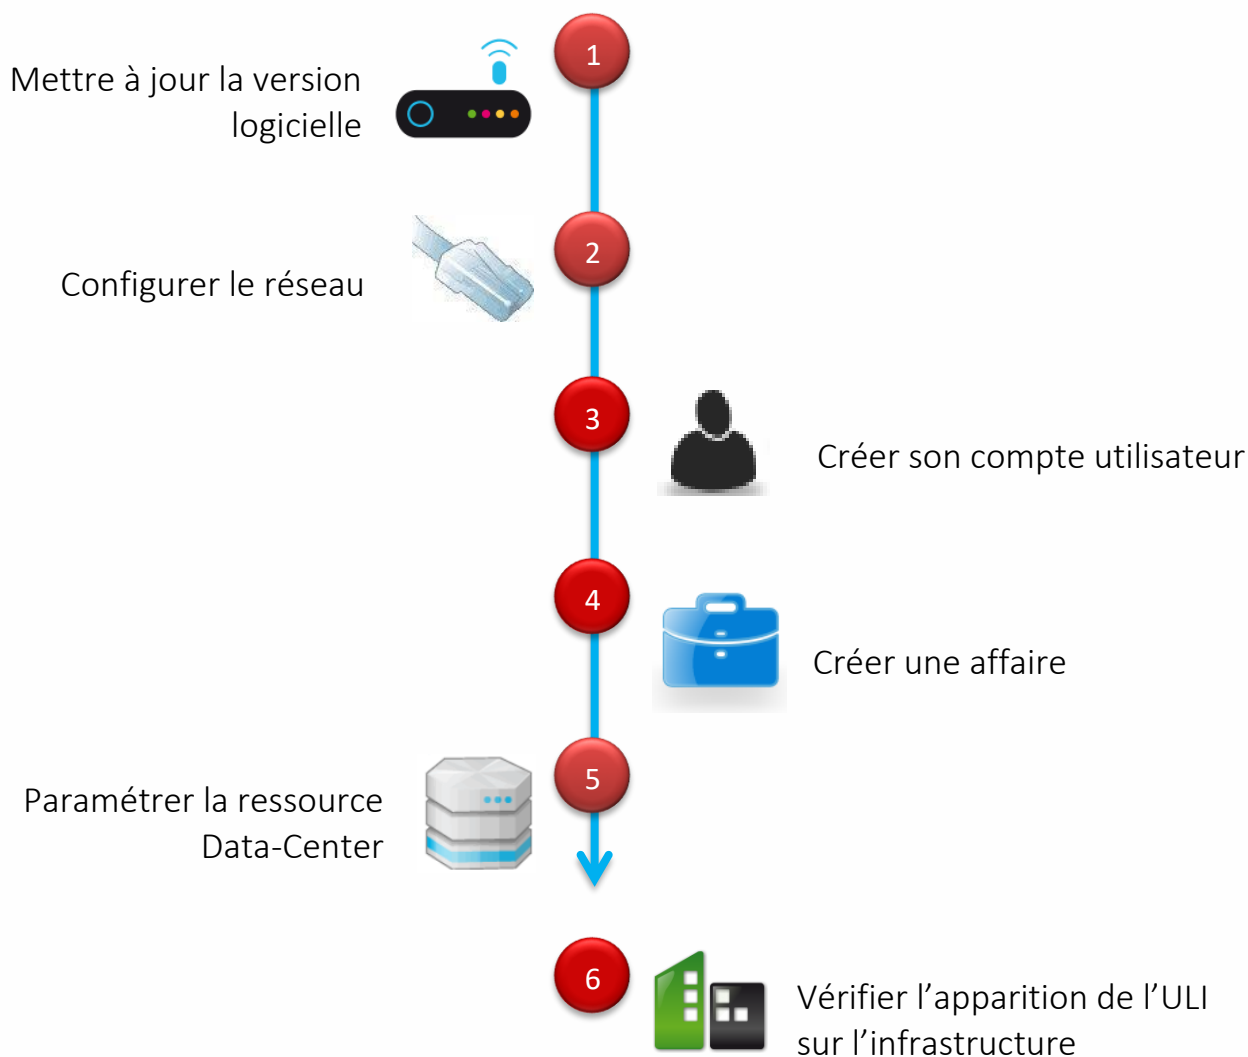 1
Mettre à jour la version
logicielle
2
Configurer le réseau
3
Créer son compte utilisateur
4
Créer une affaire
5
Paramétrer la ressource
Data-Center
6
Vérifier l’apparition de l’ULI
sur l’infrastructure